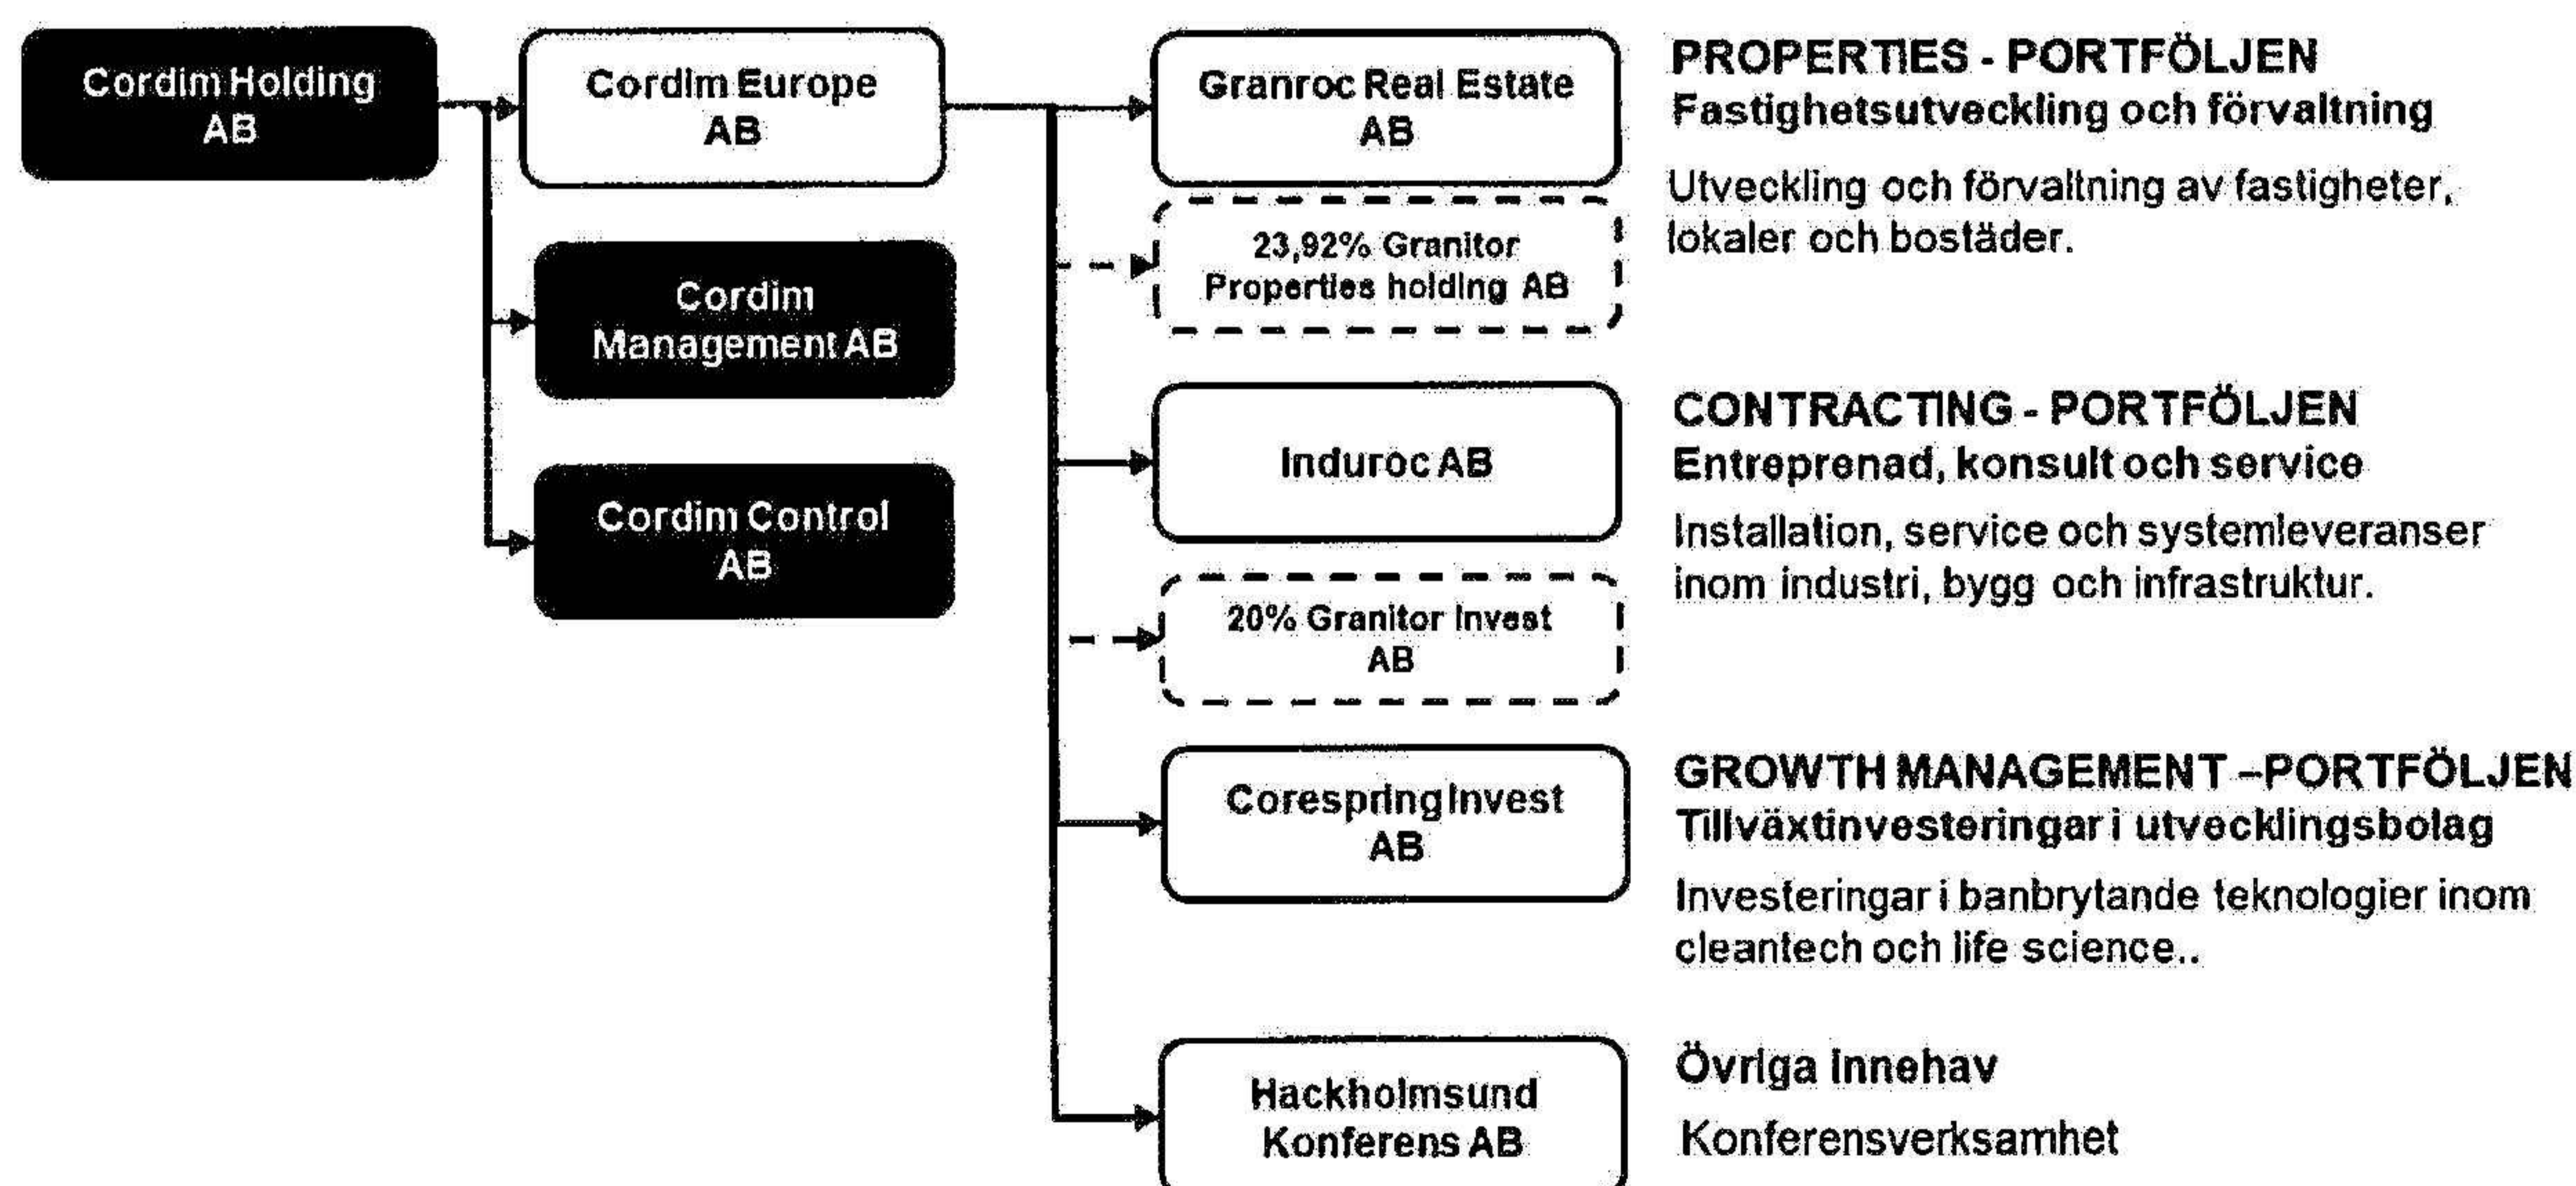 Cordim Holding
AB
Cordim Europe
AB
Cordim
Management AB
Cordim Control
AB
Granroc Real Estate
AB
23,92% Granitor
Properties holding AB
Induroc AB
20% Granitor Invest
AB
Corespring Invest
AB
Hackholmsund
Konferens AB
PROPERTIES - PORTFÖLJEN
Fastighetsutveckling och förvaltning
Utveckling och förvaltning av fastigheter,
lokaler och bostäder.
CONTRACTING - PORTFÖLJEN
Entreprenad, konsult och service
Installation, service och systemleveranser
inom industri, bygg och infrastruktur.
GROWTH MANAGEMENT –PORTFÖLJEN
Tillväxtinvesteringar i utvecklingsbolag
Investeringar i banbrytande teknologier inom
cleantech och life science..
Övriga Innehav
Konferensverksamhet